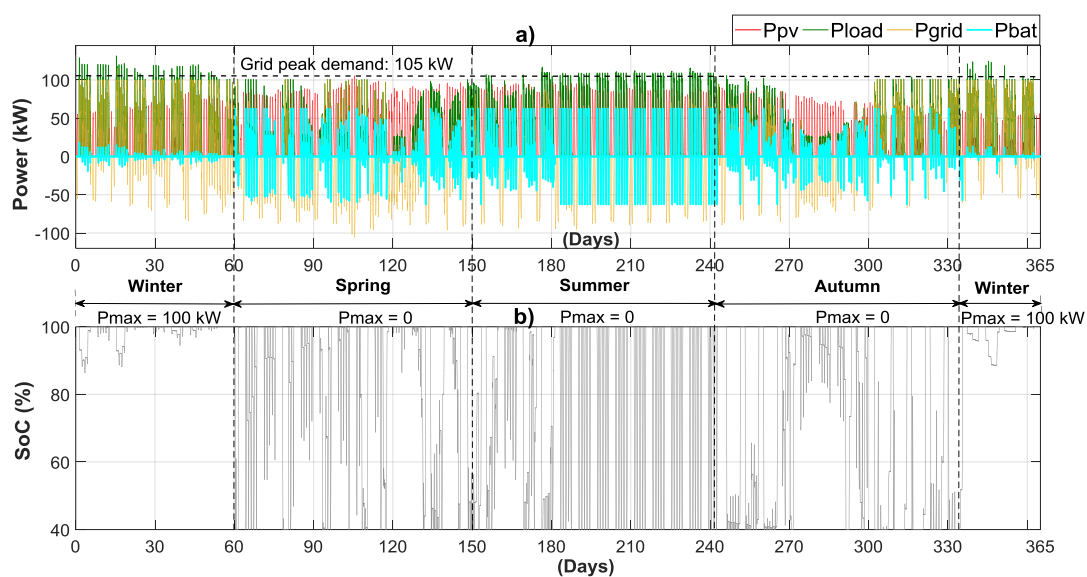 a)
Ppv Pload Pgrid Pbat
Grid peak demand: 105 kW
Power (kW)
100
50
0
-50
-100
(Days)
0 30 60 90 120 150 180 210 240 270 300 330 365
Winter Spring Summer Autumn Winter
Pmax = 100 kW Pmax = 0 b) Pmax = 0 Pmax = 0 Pmax = 100 kW
SoC (%)
100
80
60
40
0 30 60 90 120 150 180 210 240 270 300 330 365
(Days)